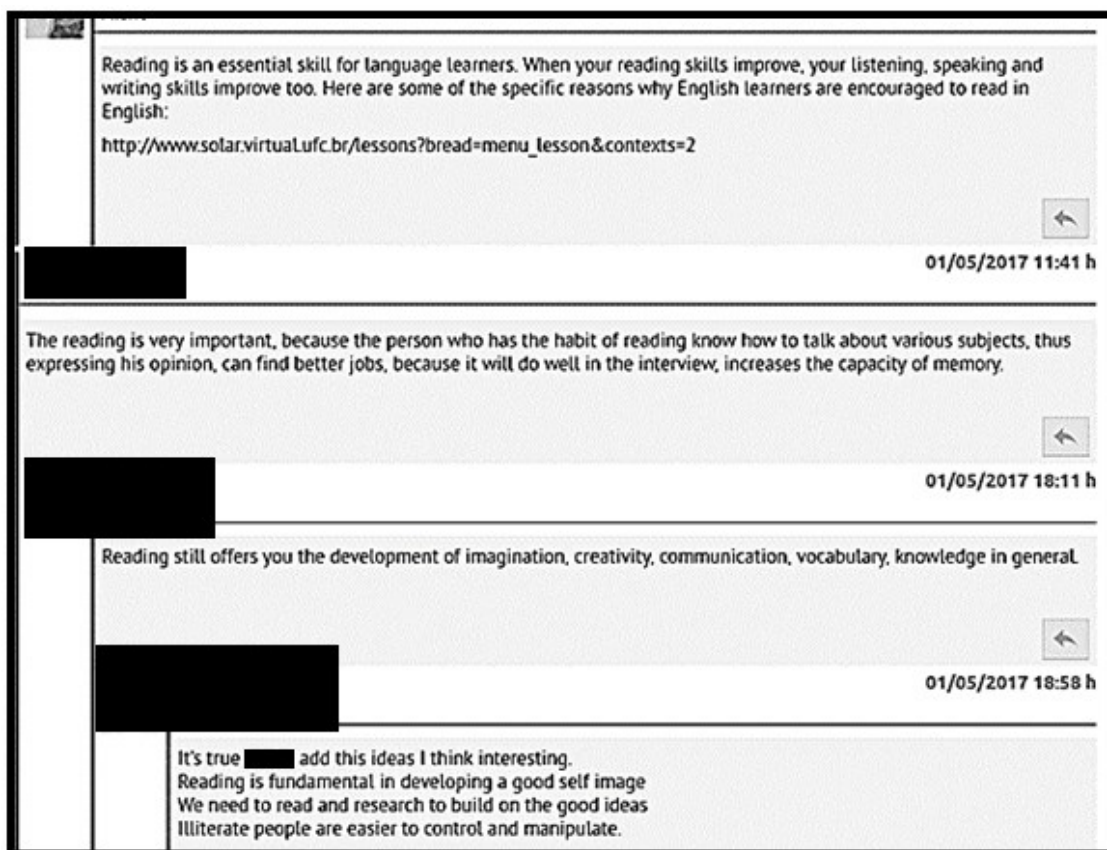 Reading is an essential skill for language learners. When your reading skills improve, your listening, speaking and
writing skills improve too. Here are some of the specific reasons why English learners are encouraged to read in
English:
http://www.solar.virtual.ufc.br/lessons?bread=menu_lesson&contexts=2
01/05/2017 11:41 h
The reading is very important, because the person who has the habit of reading know how to talk about various subjects, thus
expressing his opinion, can find better jobs, because it will do well in the interview, increases the capacity of memory.
01/05/2017 18:11 h
Reading still offers you the development of imagination, creativity, communication, vocabulary, knowledge in general.
01/05/2017 18:58 h
It's true add this ideas I think interesting.
Reading is fundamental in developing a good self image
We need to read and research to build on the good ideas
Illiterate people are easier to control and manipulate.